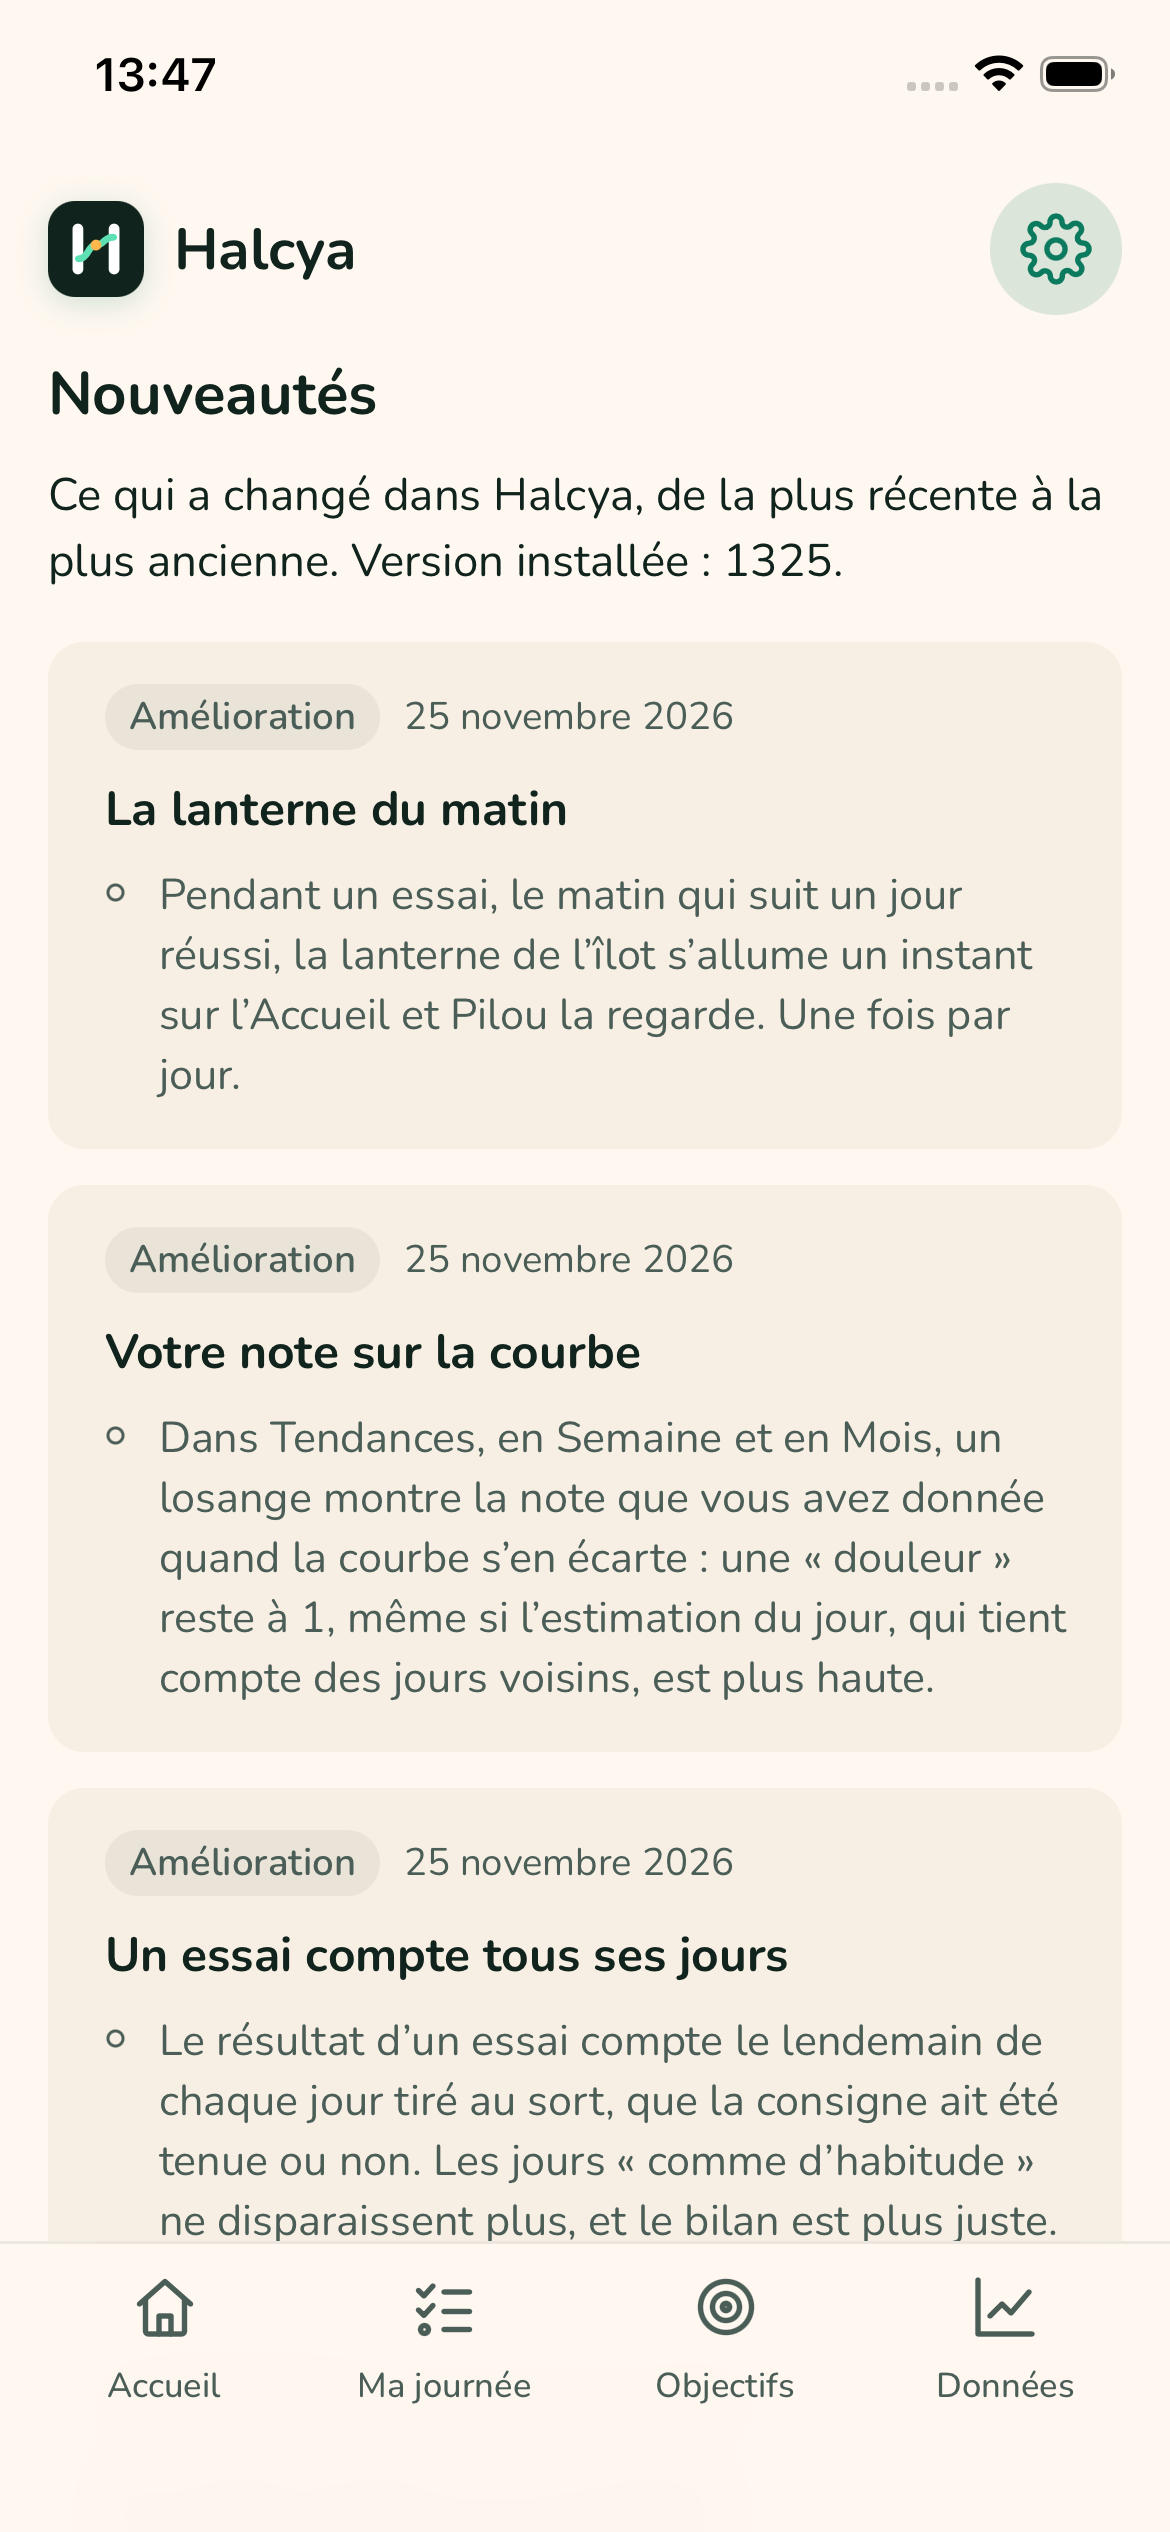 13:47
Halcya
Nouveautés
Ce qui a changé dans Halcya, de la plus récente à la
plus ancienne. Version installée : 1325.
Amélioration 25 novembre 2026
La lanterne du matin
Pendant un essai, le matin qui suit un jour
réussi, la lanterne de l’îlot s’allume un instant
sur l’Accueil et Pilou la regarde. Une fois par
jour.
Amélioration 25 novembre 2026
Votre note sur la courbe
Dans Tendances, en Semaine et en Mois, un
losange montre la note que vous avez donnée
quand la courbe s’en écarte : une « douleur »
reste à 1, même si l’estimation du jour, qui tient
compte des jours voisins, est plus haute.
Amélioration 25 novembre 2026
Un essai compte tous ses jours
Le résultat d’un essai compte le lendemain de
chaque jour tiré au sort, que la consigne ait été
tenue ou non. Les jours « comme d’habitude »
ne disparaissent plus, et le bilan est plus juste.
Accueil Ma journée Objectifs Données